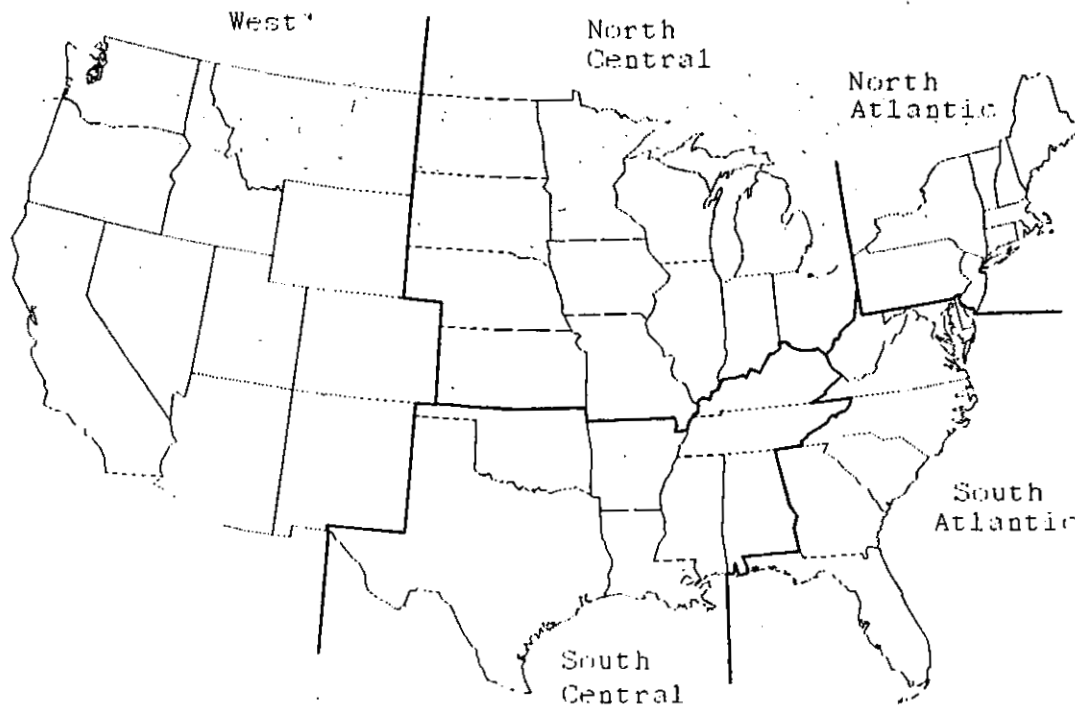 West*
North
Central
North
Atlantic
South
Atlantic
South
Central